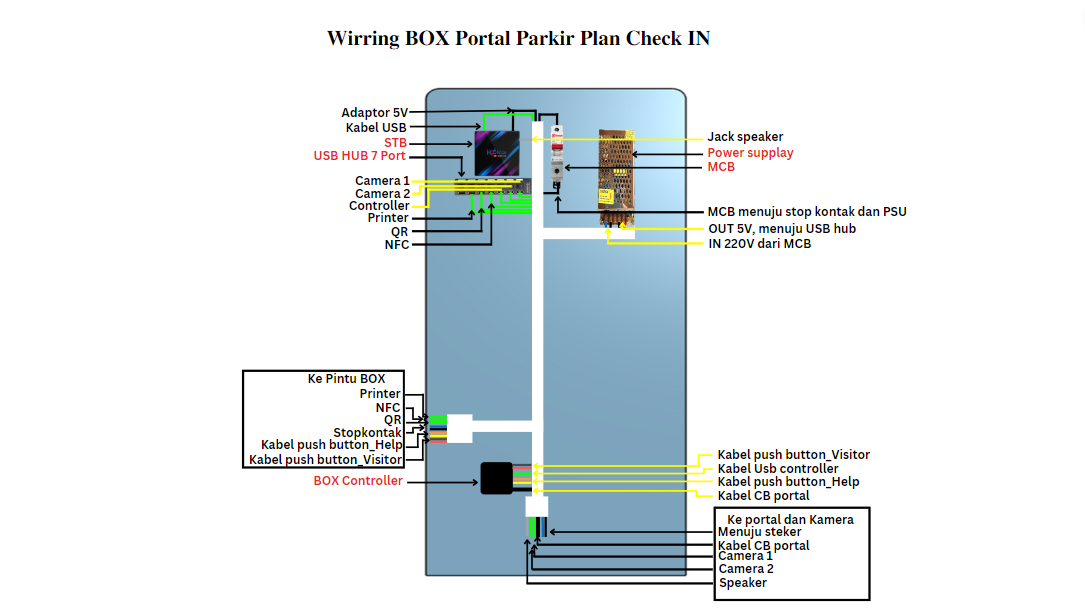 Wirring BOX Portal Parkir Plan Check IN
Adaptor 5V
Kabel USB
STB
USB HUB 7 Port
Camera 1
Camera 2
Controller
Printer
QR
NFC
Jack speaker
Power supplay
MCB
MCB menuju stop kontak dan PSU
OUT 5V, menuju USB hub
IN 220V dari MCB
Ke Pintu BOX
Printer
NFC
QR
Stopkontak
Kabel push button_Help
Kabel push button_Visitor
BOX Controller
Kabel push button_Visitor
Kabel Usb controller
Kabel push button_Help
Kabel CB portal
Ke portal dan Kamera
Menuju steker
Kabel CB portal
Camera 1
Camera 2
Speaker